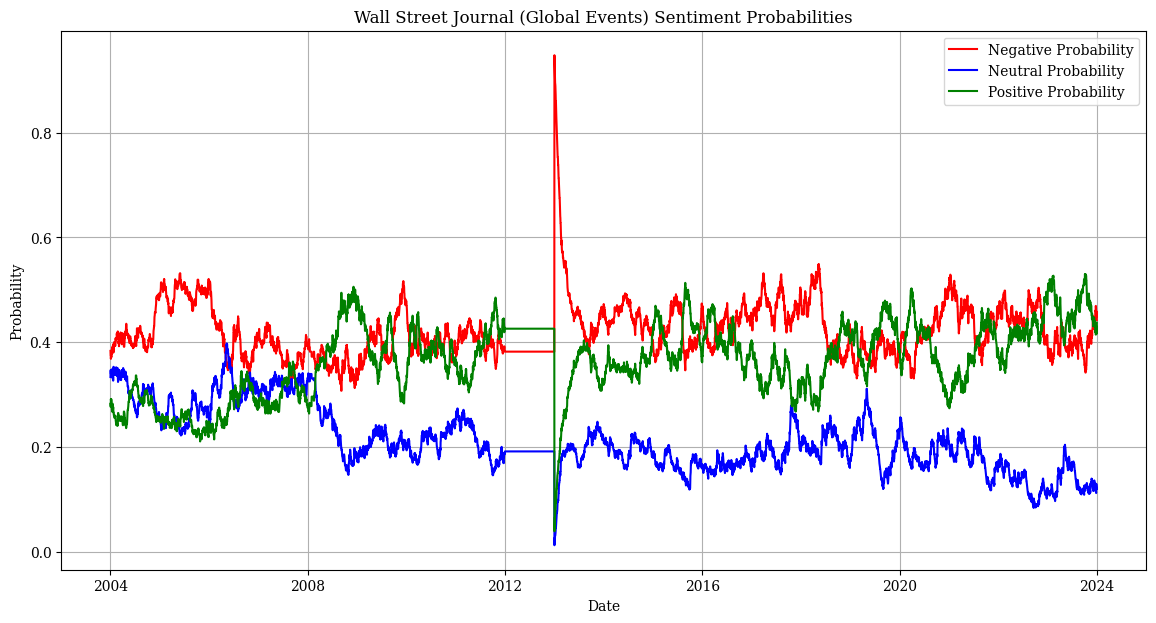 Wall Street Journal (Global Events) Sentiment Probabilities
Negative Probability
Neutral Probability
Positive Probability
Probability
0.8
0.6
0.4
0.2
0.0
2004
2008
2012
2016
2020
2024
Date